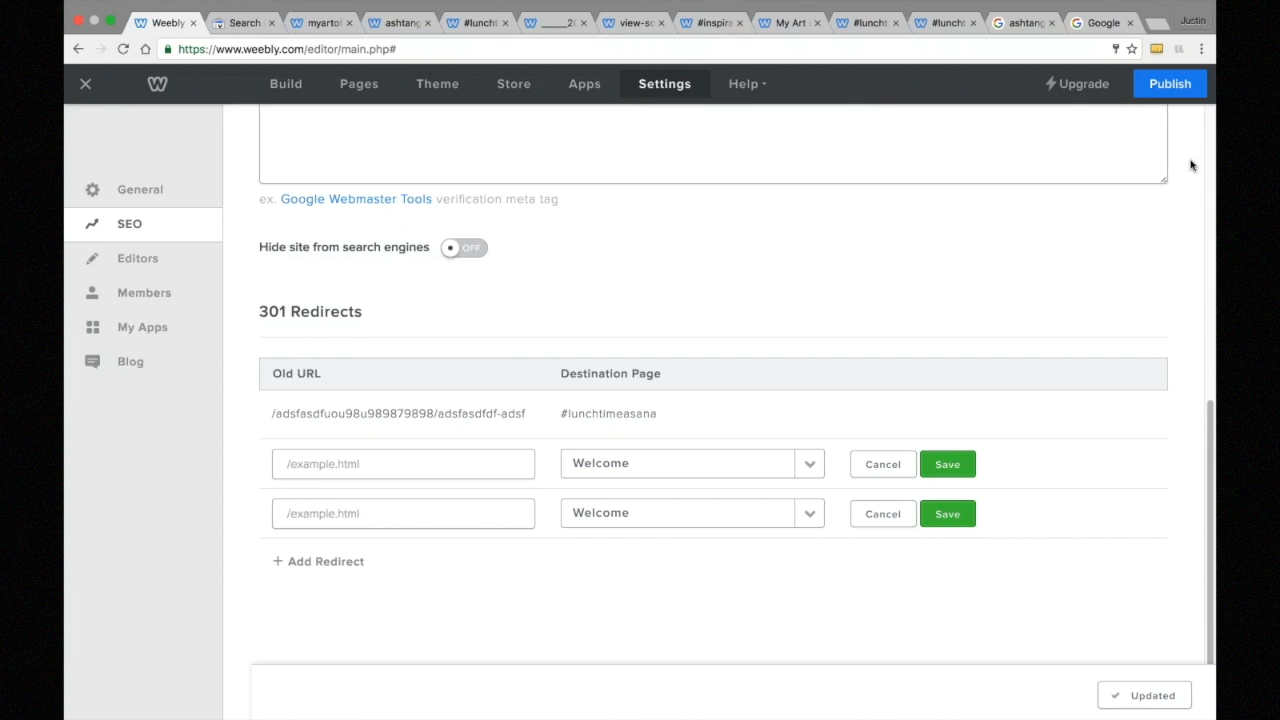 Weebly
Search
myartof
ashtang
#luncht
_____20
view-so
#inspira
My Art
#luncht
#luncht
ashtang
Google
Justin
https://www.weebly.com/editor/main.php#
Build
Pages
Theme
Store
Apps
Settings
Help
Upgrade
Publish
General
SEO
Editors
Members
My Apps
Blog
ex. Google Webmaster Tools verification meta tag
Hide site from search engines OFF
301 Redirects
Old URL Destination Page
/adsfasdfuou98u989879898/adsfasdfdf-adsf #lunchtimeasana
/example.html Welcome Cancel Save
/example.html Welcome Cancel Save
+ Add Redirect
Updated